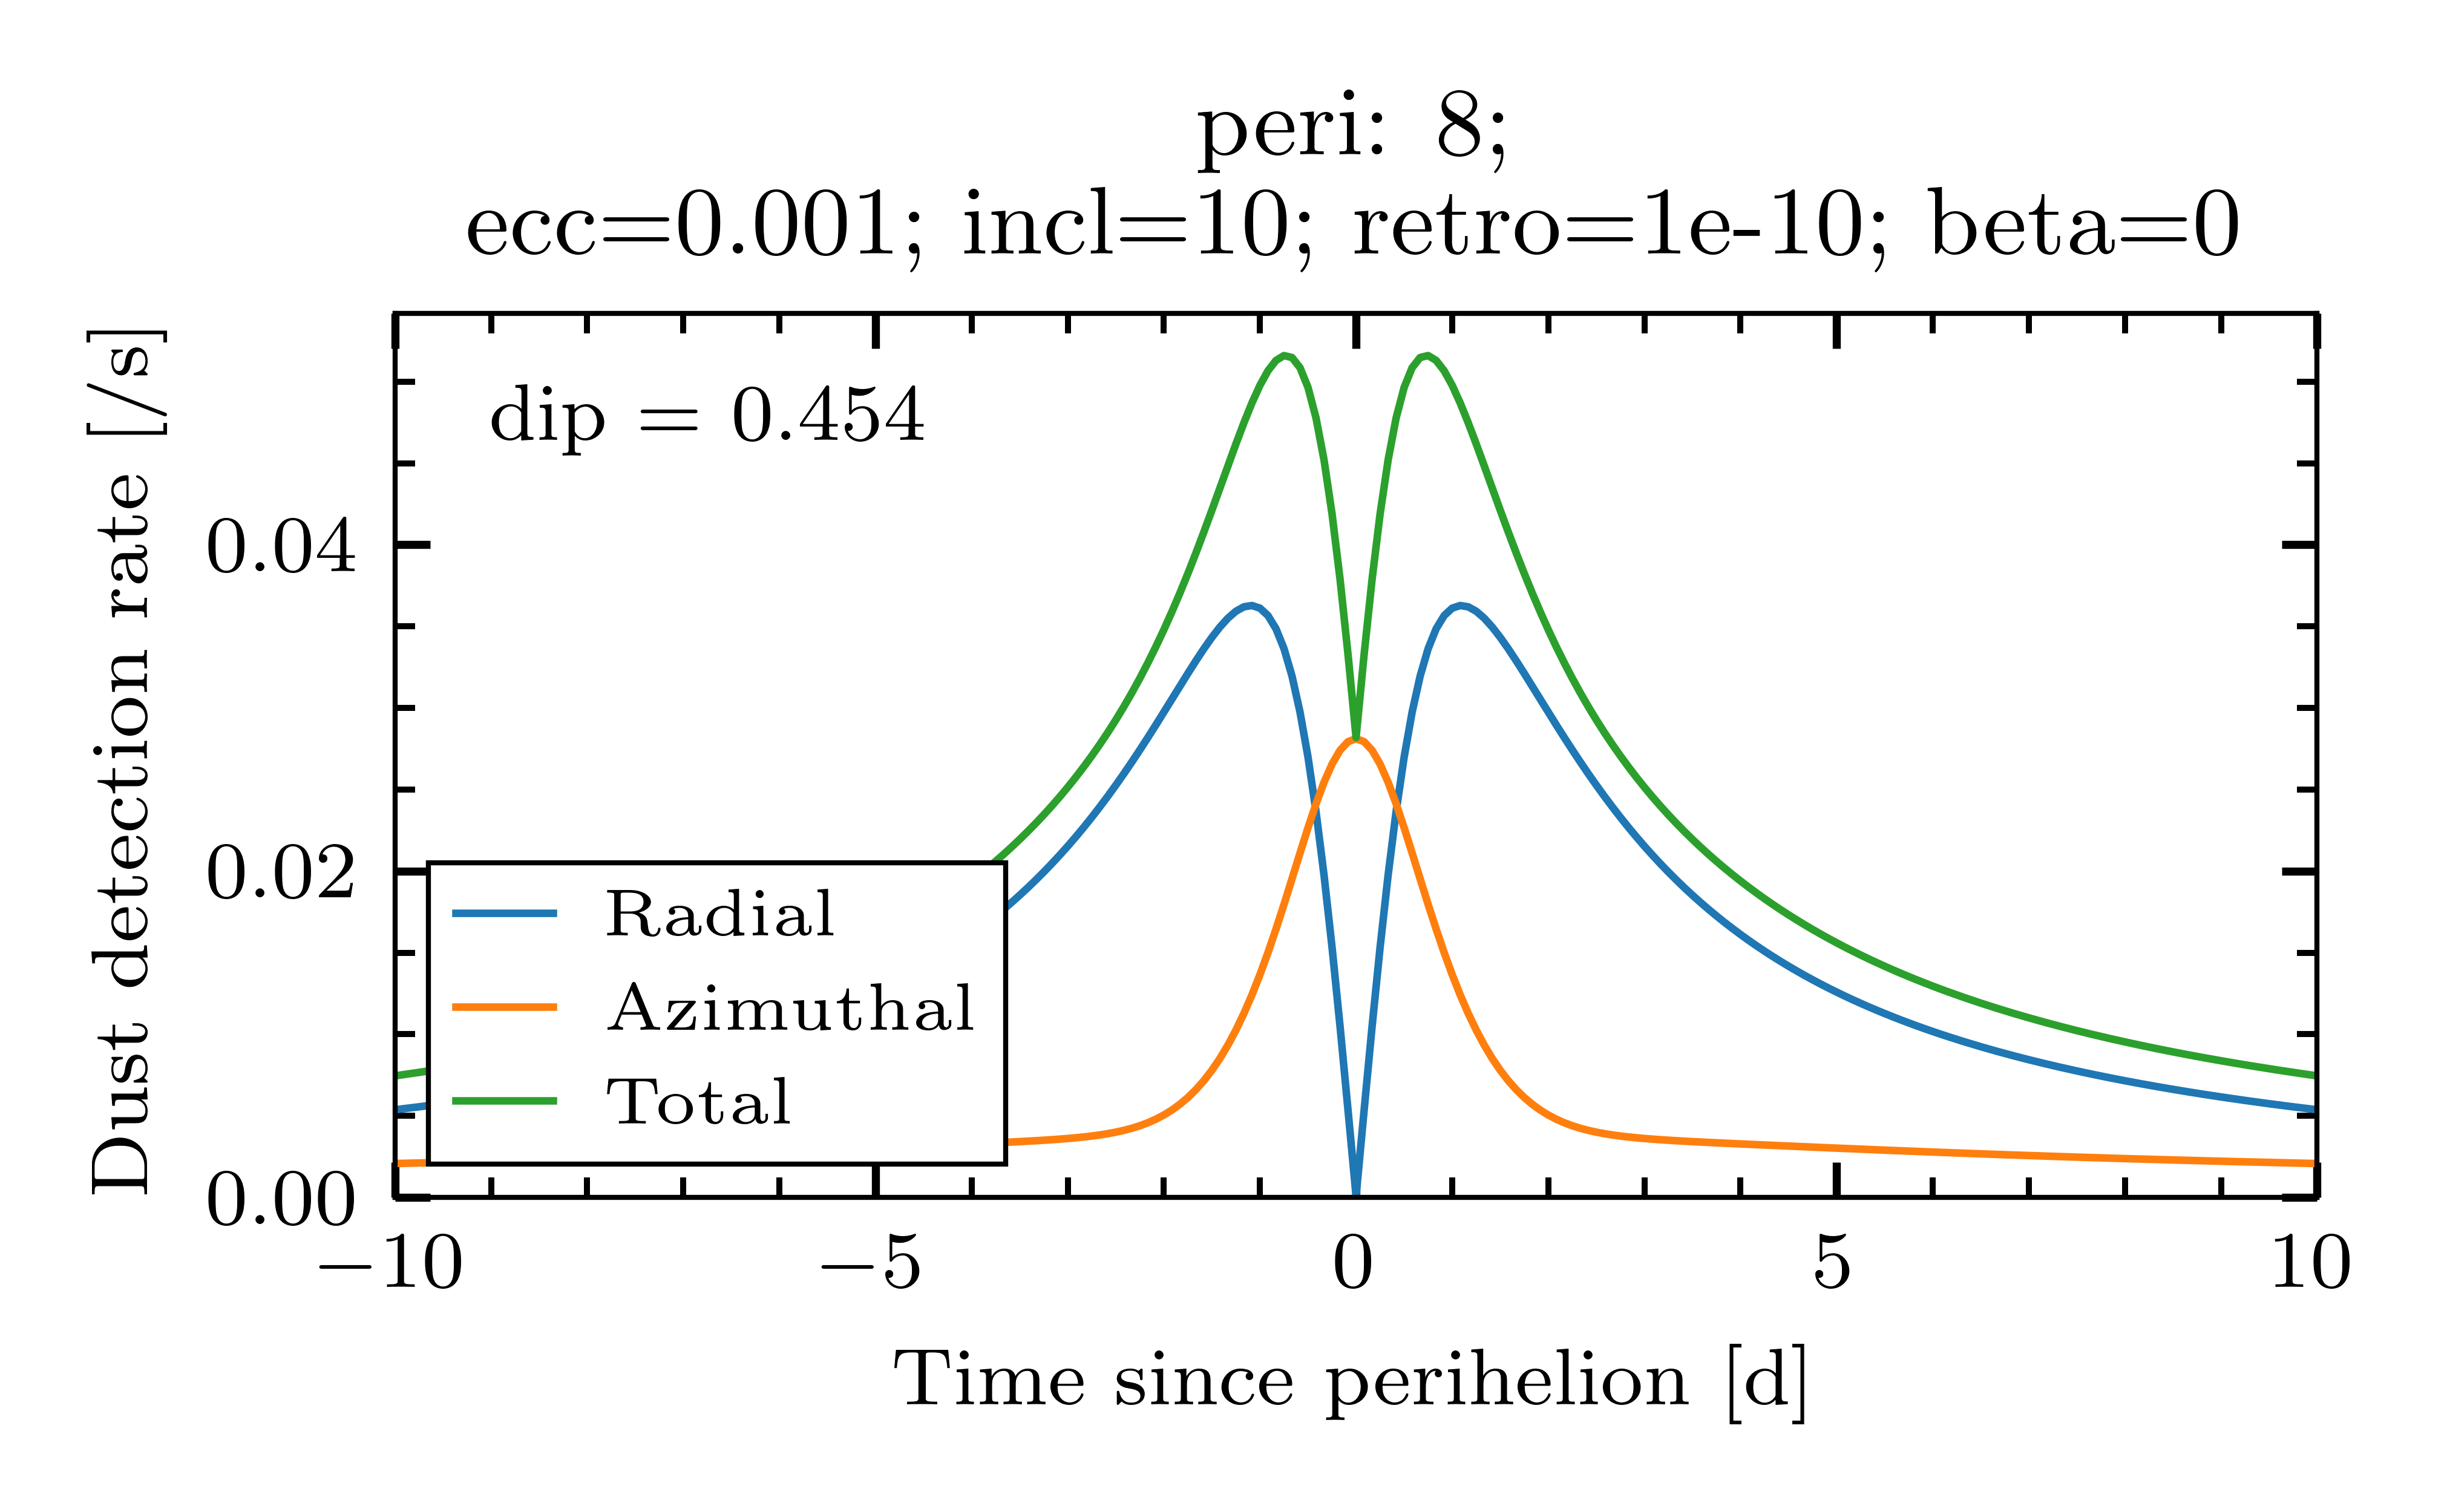 peri: 8;
ecc=0.001; incl=10; retro=1e-10; beta=0
dip = 0.454
Dust detection rate [/s]
0.04
0.02
0.00
Radial
Azimuthal
Total
−10
−5
0
5
10
Time since perihelion [d]